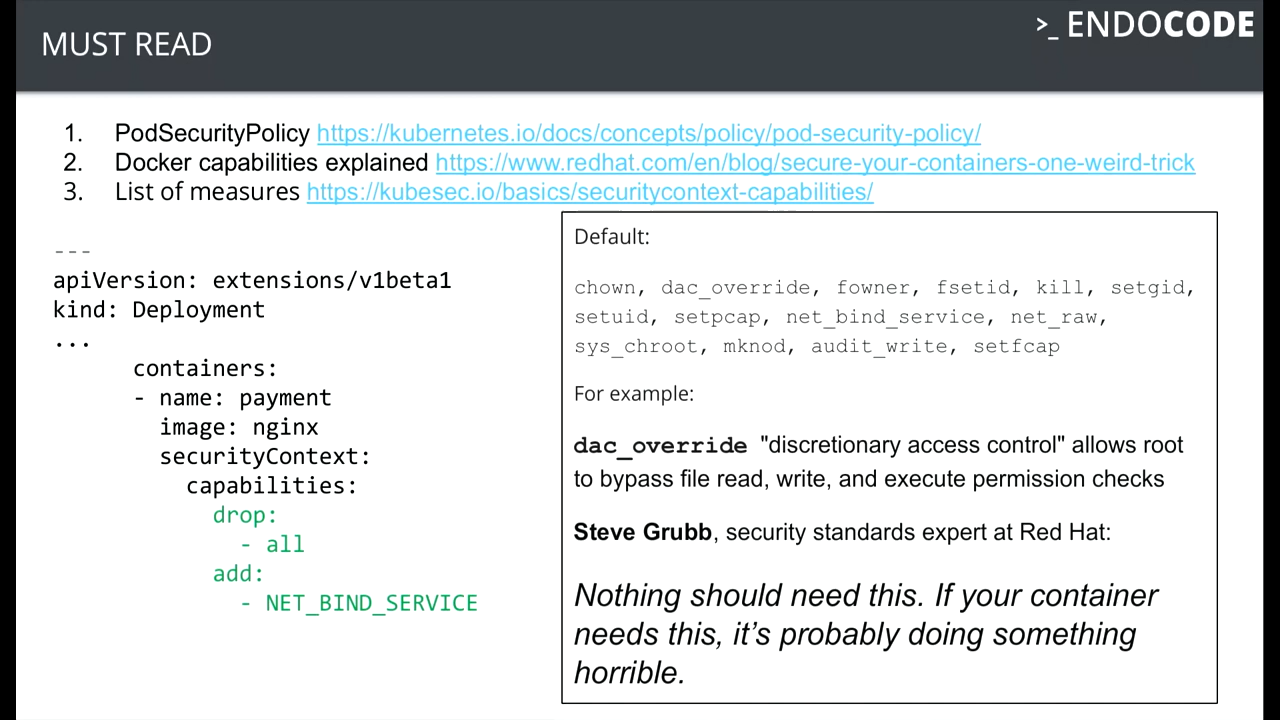 MUST READ
>_ ENDOCODE
1. PodSecurityPolicy https://kubernetes.io/docs/concepts/policy/pod-security-policy/
2. Docker capabilities explained https://www.redhat.com/en/blog/secure-your-containers-one-weird-trick
3. List of measures https://kubesec.io/basics/securitycontext-capabilities/
---
apiVersion: extensions/v1beta1
kind: Deployment
...
containers:
- name: payment
image: nginx
securityContext:
capabilities:
drop:
- all
add:
- NET_BIND_SERVICE
Default:
chown, dac_override, fowner, fsetid, kill, setgid,
setuid, setpcap, net_bind_service, net_raw,
sys_chroot, mknod, audit_write, setfcap
For example:
dac_override "discretionary access control" allows root
to bypass file read, write, and execute permission checks
Steve Grubb, security standards expert at Red Hat:
Nothing should need this. If your container
needs this, it’s probably doing something
horrible.